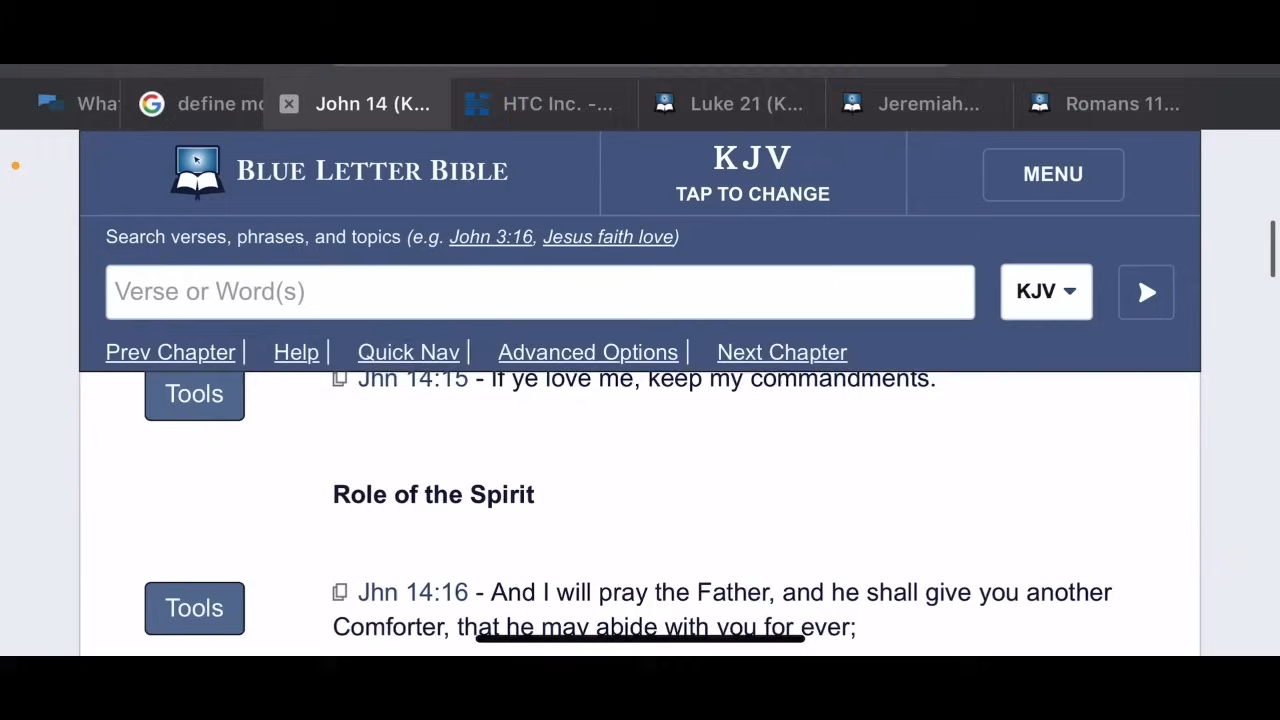 Wha
define mo
John 14 (K...
HTC Inc. -...
Luke 21 (K...
Jeremiah...
Romans 11...
BLUE LETTER BIBLE
KJV
TAP TO CHANGE
MENU
Search verses, phrases, and topics (e.g. John 3:16, Jesus faith love)
Verse or Word(s)
KJV
Prev Chapter | Help | Quick Nav | Advanced Options | Next Chapter
Tools
Jhn 14:15 - If ye love me, keep my commandments.
Role of the Spirit
Tools
Jhn 14:16 - And I will pray the Father, and he shall give you another
Comforter, that he may abide with you for ever;